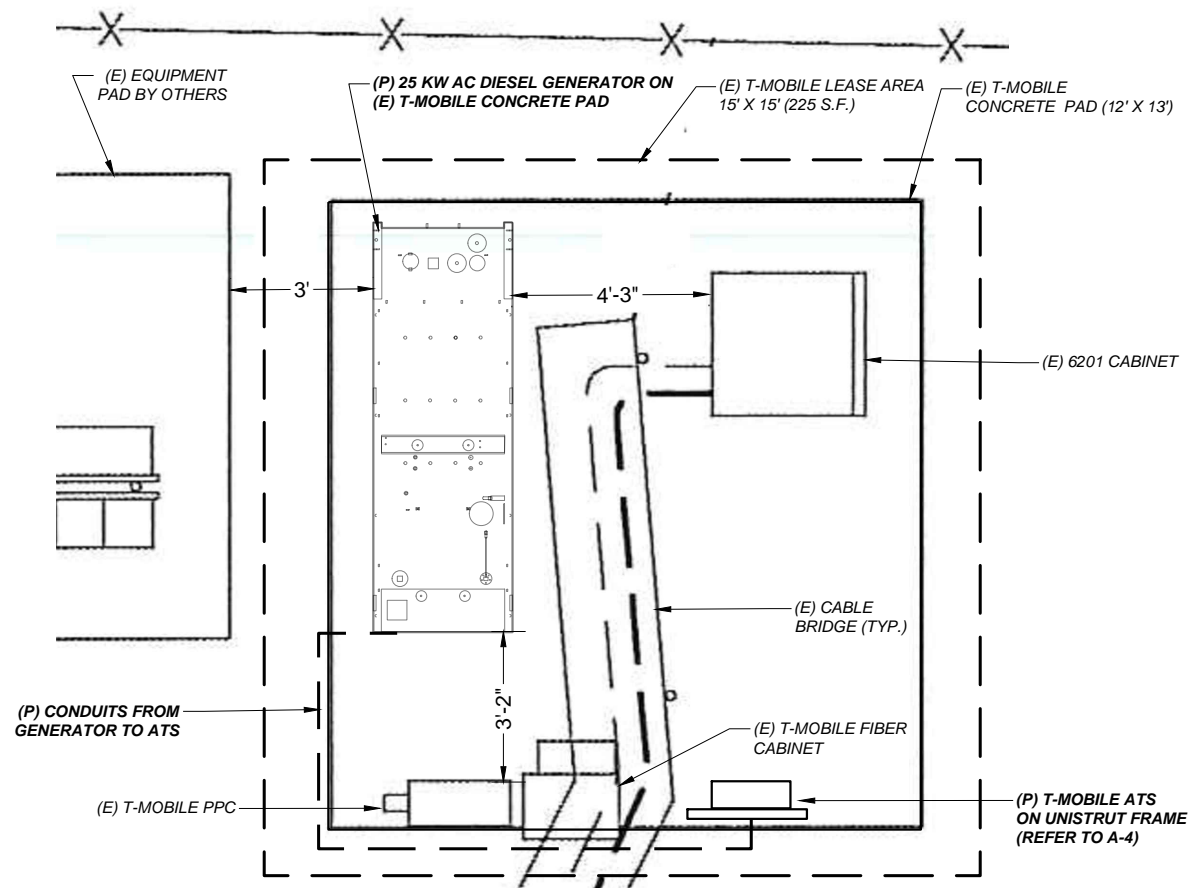 (E) EQUIPMENT
PAD BY OTHERS
(P) 25 KW AC DIESEL GENERATOR ON
(E) T-MOBILE CONCRETE PAD
(E) T-MOBILE LEASE AREA
15' X 15' (225 S.F.)
(E) T-MOBILE
CONCRETE PAD (12' X 13')
3'
4'-3"
(E) 6201 CABINET
(E) CABLE
BRIDGE (TYP.)
(P) CONDUITS FROM
GENERATOR TO ATS
3'-2"
(E) T-MOBILE FIBER
CABINET
(E) T-MOBILE PPC
(P) T-MOBILE ATS
ON UNISTRUT FRAME
(REFER TO A-4)